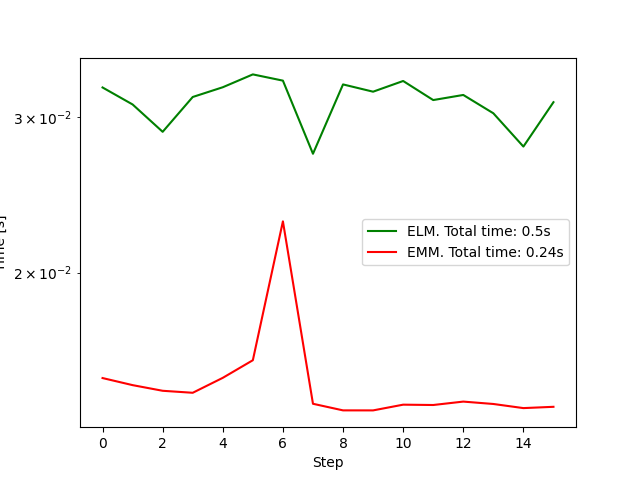 3 × 10⁻²
2 × 10⁻²
Time [s]
ELM. Total time: 0.5s
EMM. Total time: 0.24s
0 2 4 6 8 10 12 14
Step